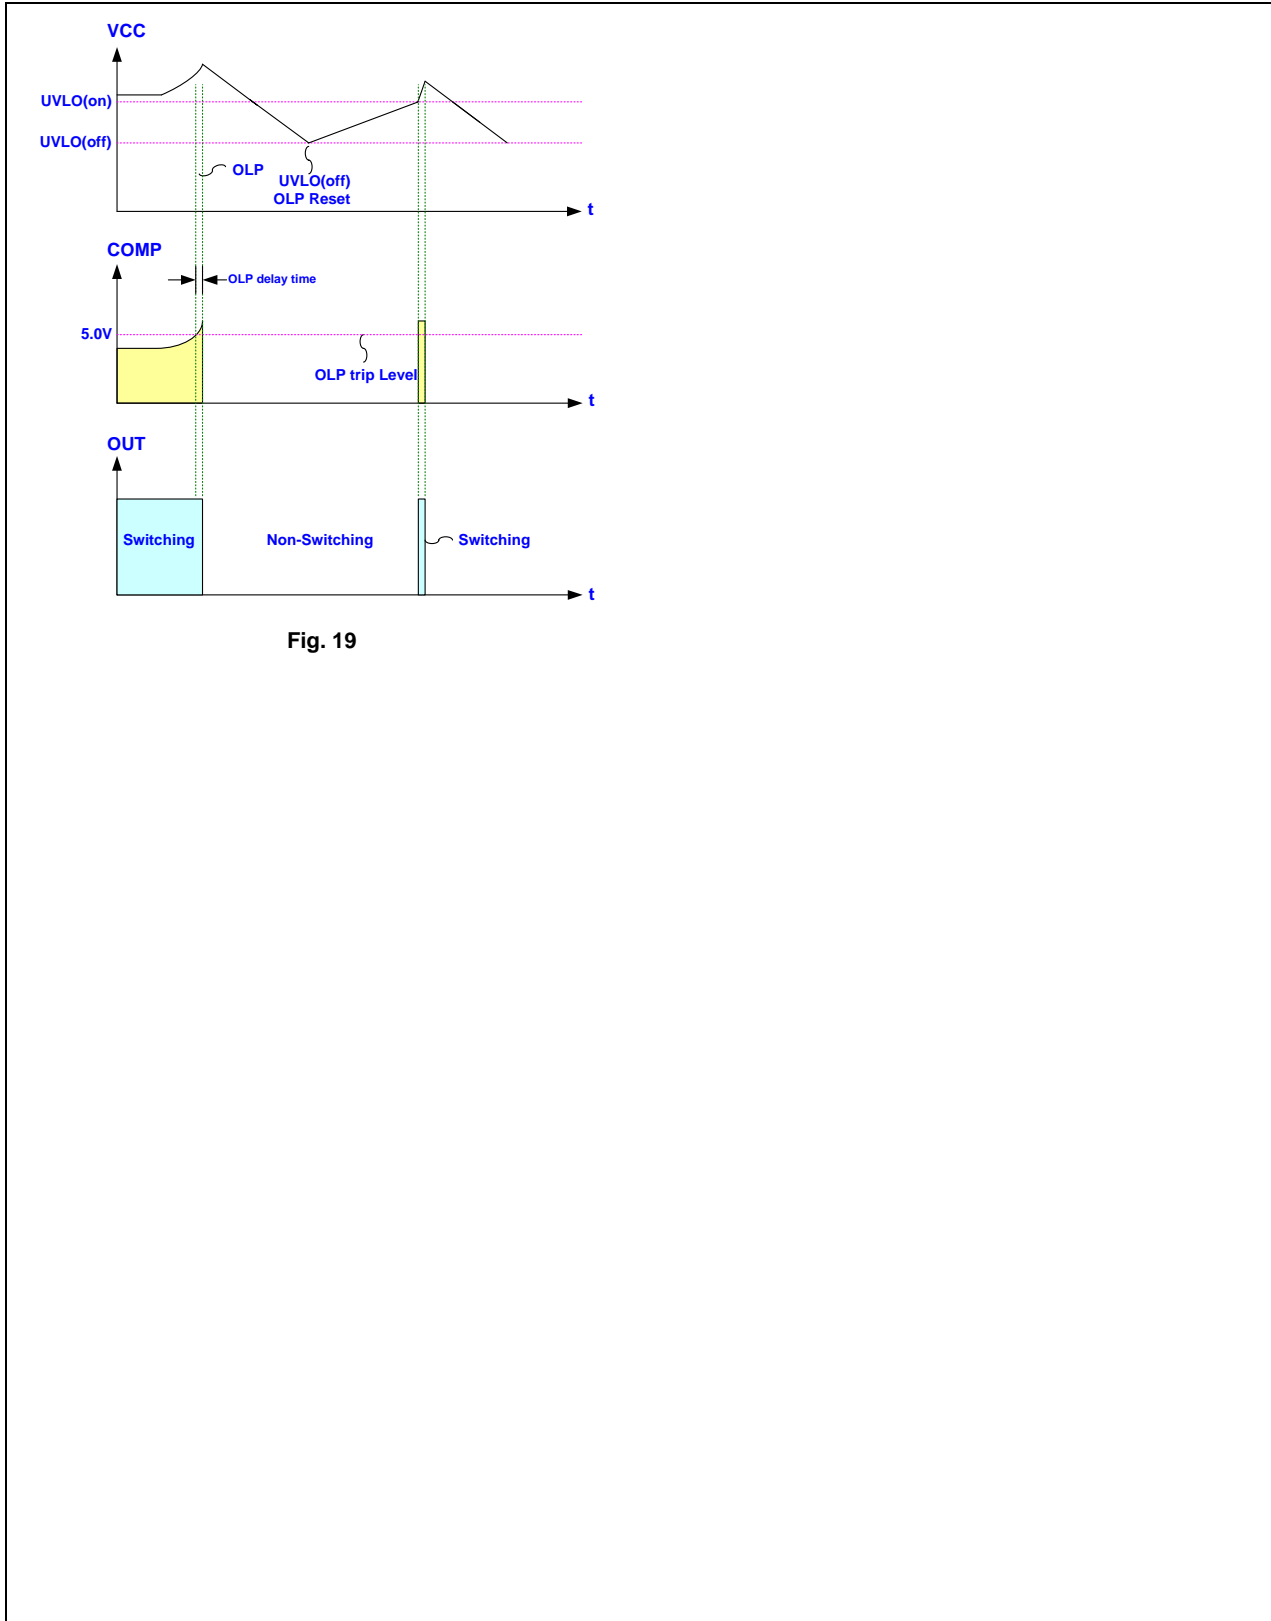 VCC
UVLO(on)
UVLO(off)
OLP
UVLO(off)
OLP Reset
t
COMP
OLP delay time
5.0V
OLP trip Level
t
OUT
Switching
Non-Switching
Switching
t
Fig. 19